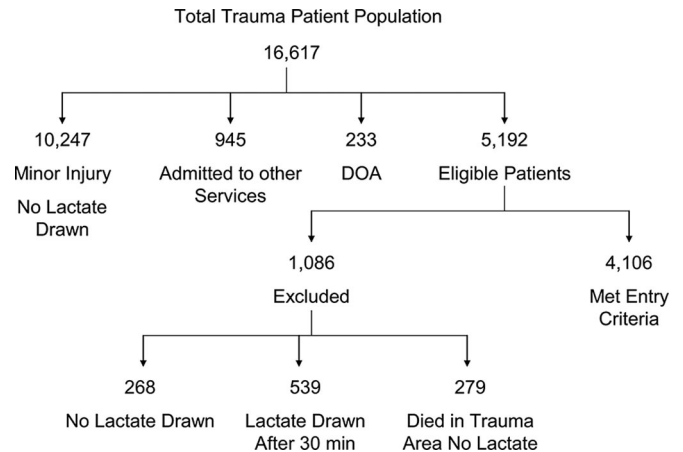 Total Trauma Patient Population
16,617
10,247
945
233
5,192
Minor Injury
Admitted to other
DOA
Eligible Patients
Services
No Lactate
Drawn
1,086
4,106
Excluded
Met Entry
Criteria
268
539
279
No Lactate Drawn
Lactate Drawn
Died in Trauma
After 30 min
Area No Lactate